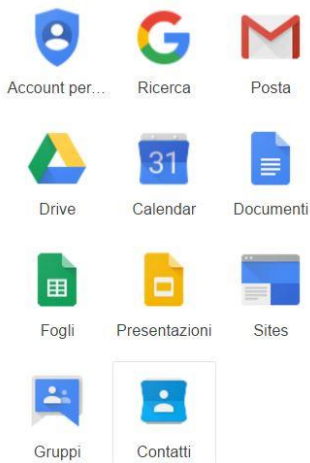 Account per... Ricerca Posta
31
Drive Calendar Documenti
Fogli Presentazioni Sites
Gruppi Contatti